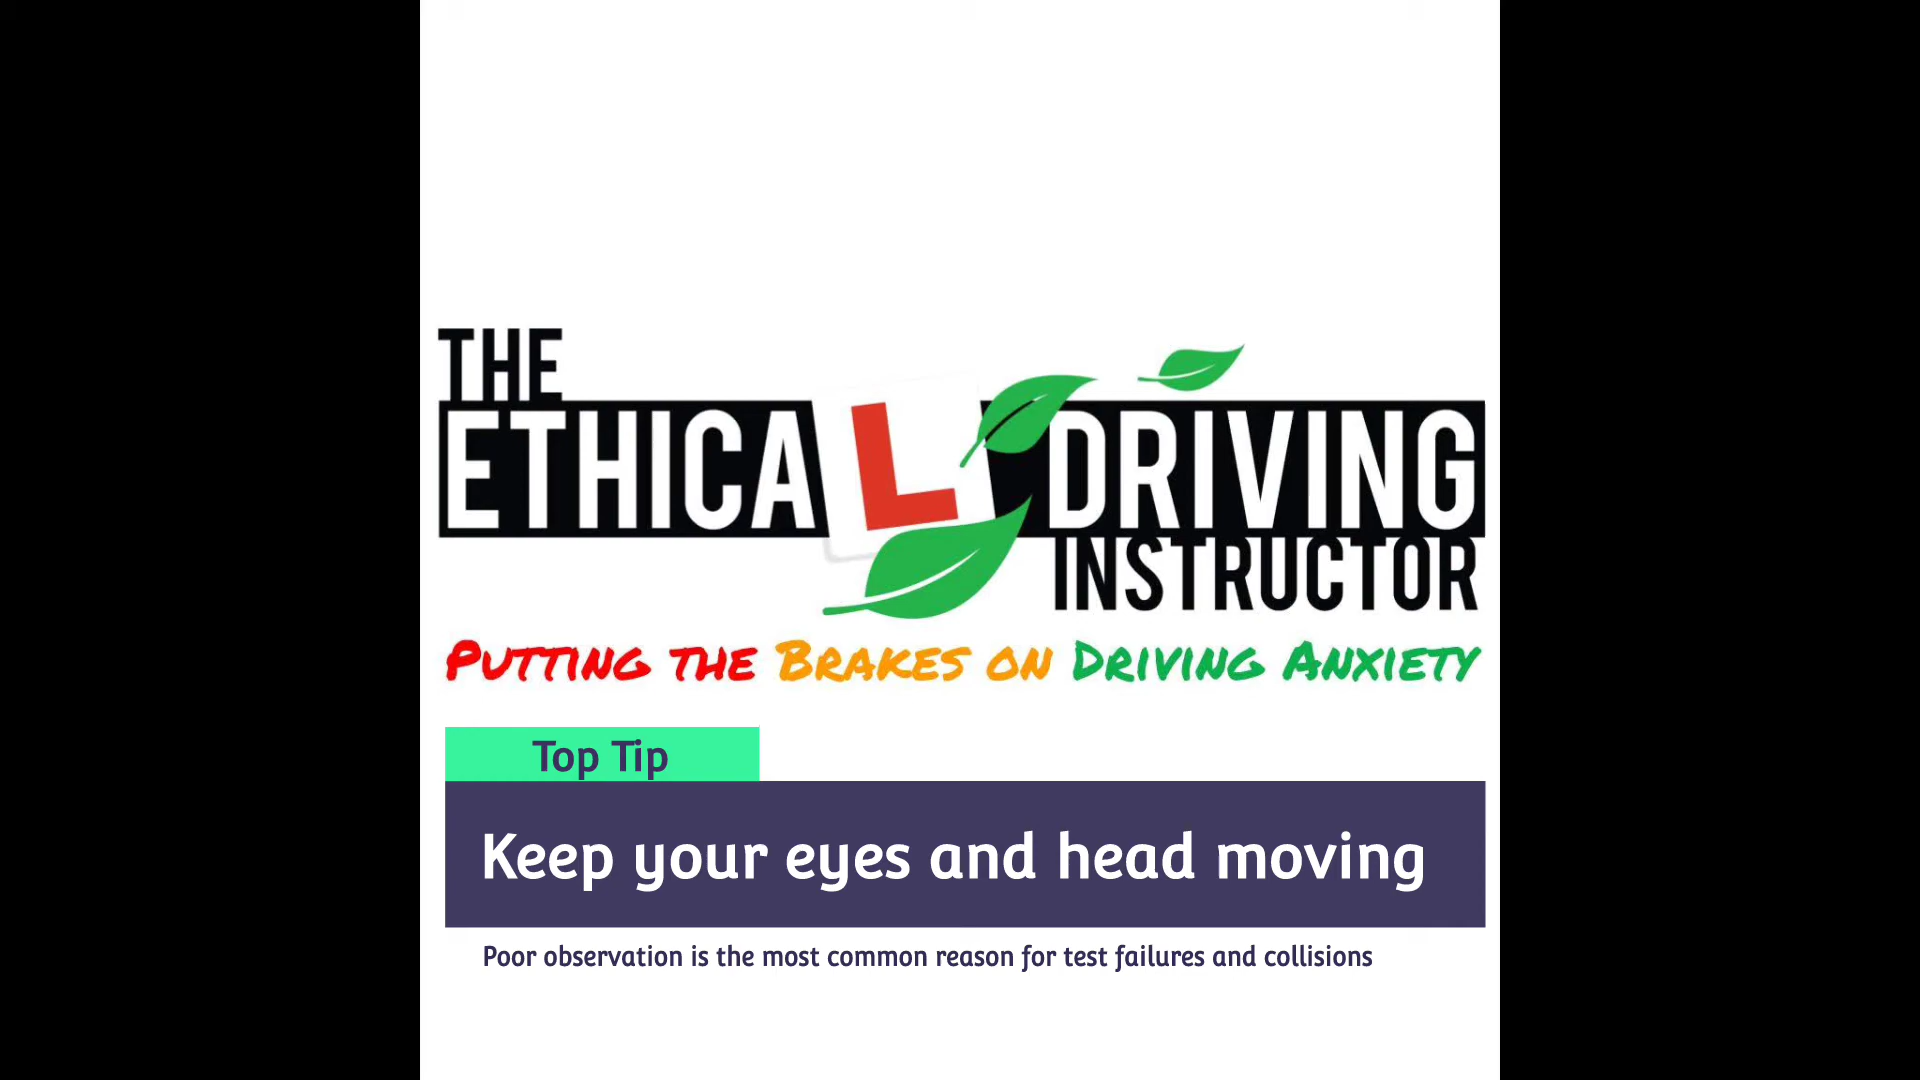 THE
ETHICAL DRIVING
INSTRUCTOR
PUTTING THE BRAKES ON DRIVING ANXIETY
Top Tip
Keep your eyes and head moving
Poor observation is the most common reason for test failures and collisions